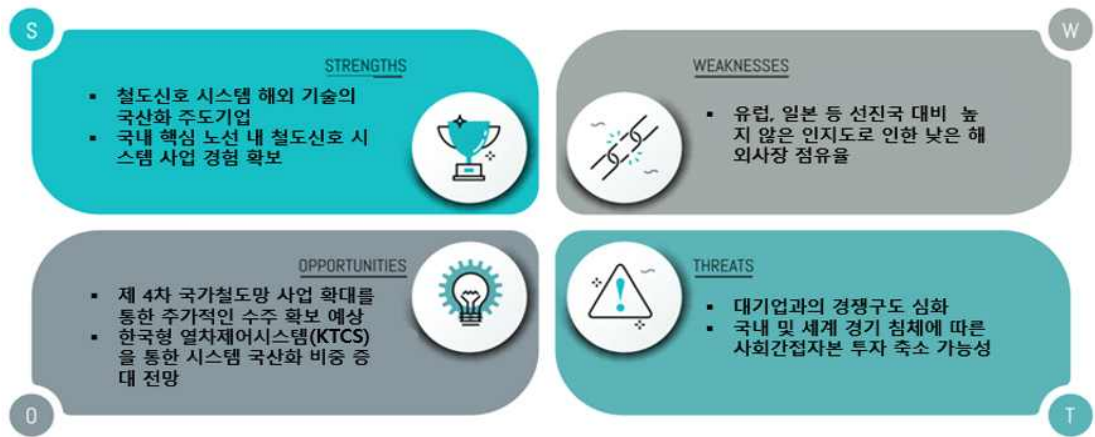 S
STRENGTHS
▪ 철도신호 시스템 해외 기술의
국산화 주도기업
▪ 국내 핵심 노선 내 철도신호 시
스템 사업 경험 확보
W
WEAKNESSES
▪ 유럽, 일본 등 선진국 대비 높
지 않은 인지도로 인한 낮은 해
외사장 점유율
OPPORTUNITIES
▪ 제 4차 국가철도망 사업 확대를
통한 추가적인 수주 확보 예상
▪ 한국형 열차제어시스템(KTCS)
을 통한 시스템 국산화 비중 증
대 전망
O
THREATS
▪ 대기업과의 경쟁구도 심화
▪ 국내 및 세계 경기 침체에 따른
사회간접자본 투자 축소 가능성
T